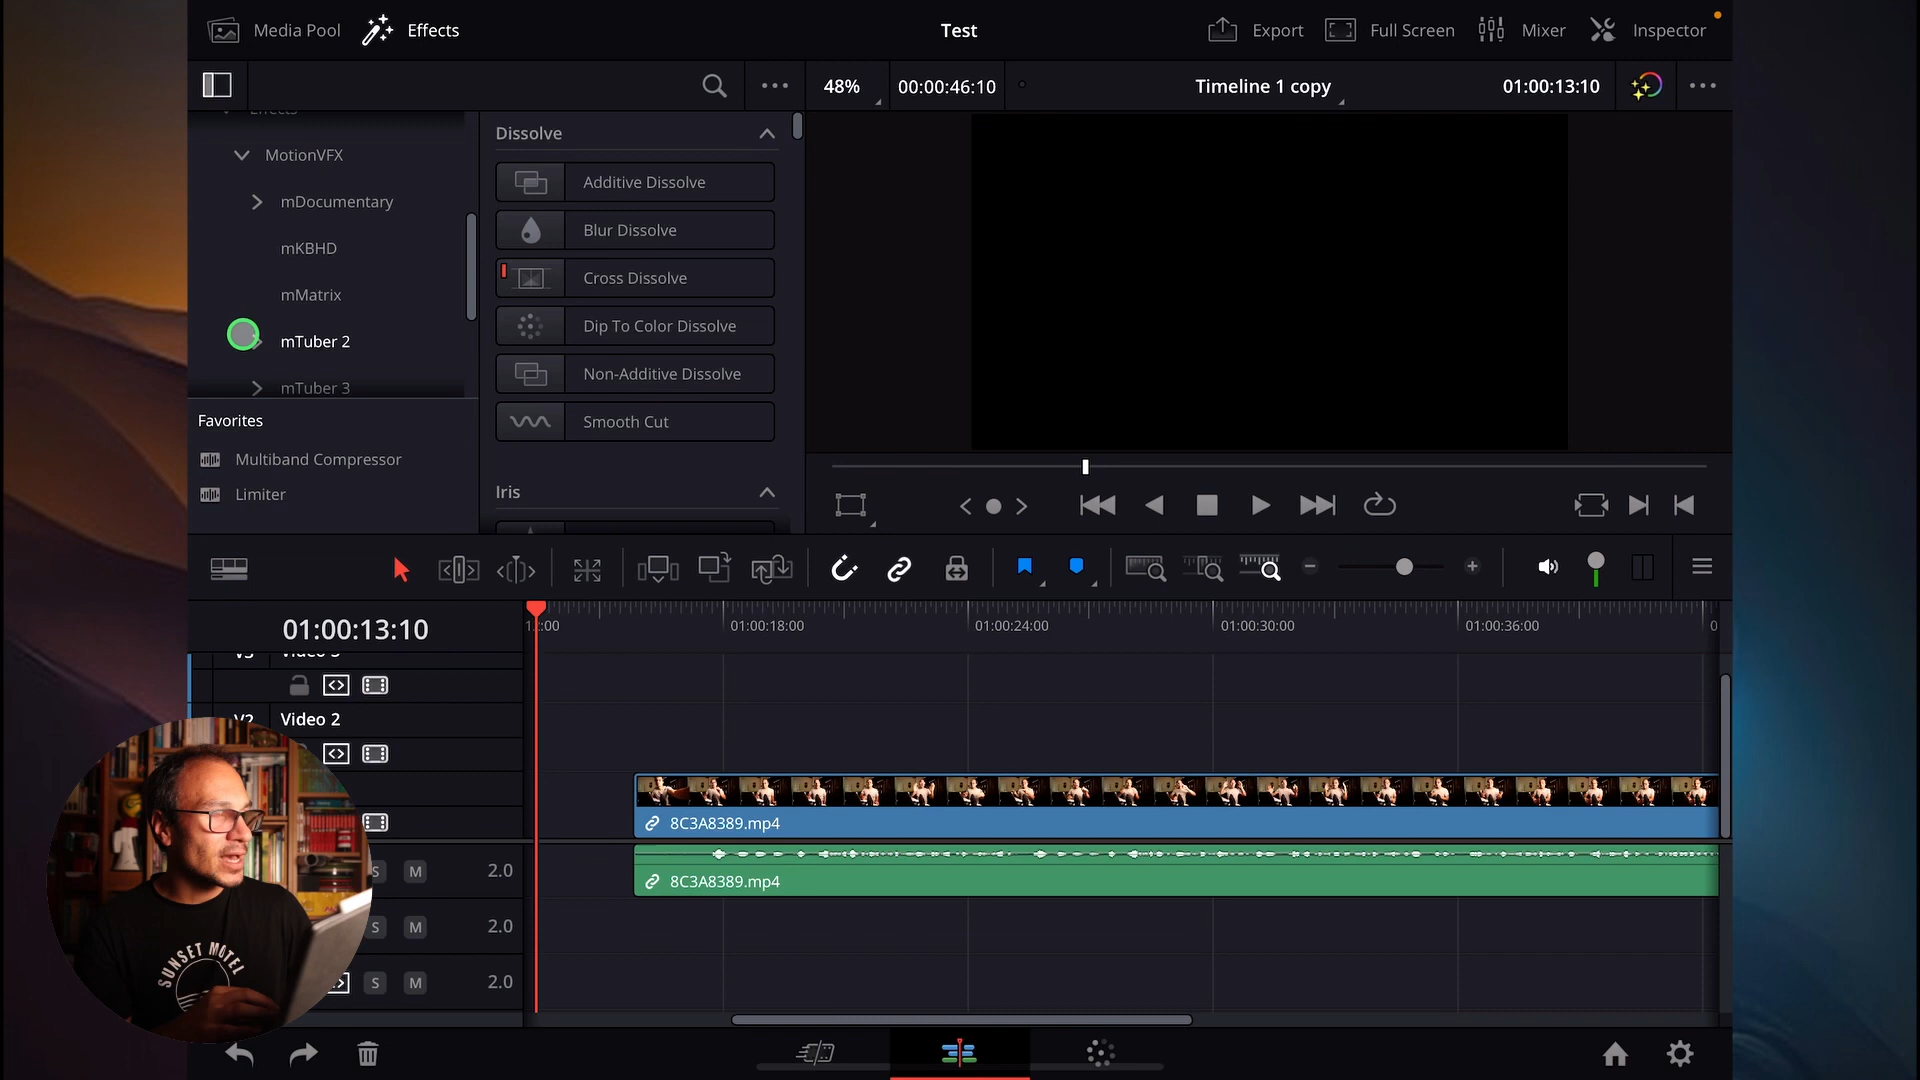 Media Pool
Effects
Test
Export
Full Screen
Mixer
Inspector
48%
00:00:46:10
Timeline 1 copy
01:00:13:10
Effects
MotionVFX
mDocumentary
mKBHD
mMatrix
mTuber 2
mTuber 3
Favorites
Multiband Compressor
Limiter
Dissolve
Additive Dissolve
Blur Dissolve
Cross Dissolve
Dip To Color Dissolve
Non-Additive Dissolve
Smooth Cut
Iris
01:00:13:10
:00
01:00:18:00
01:00:24:00
01:00:30:00
01:00:36:00
0
V3 Video 3
V2 Video 2
8C3A8389.mp4
S M 2.0
8C3A8389.mp4
S M 2.0
S M 2.0
SUNSET MOTEL